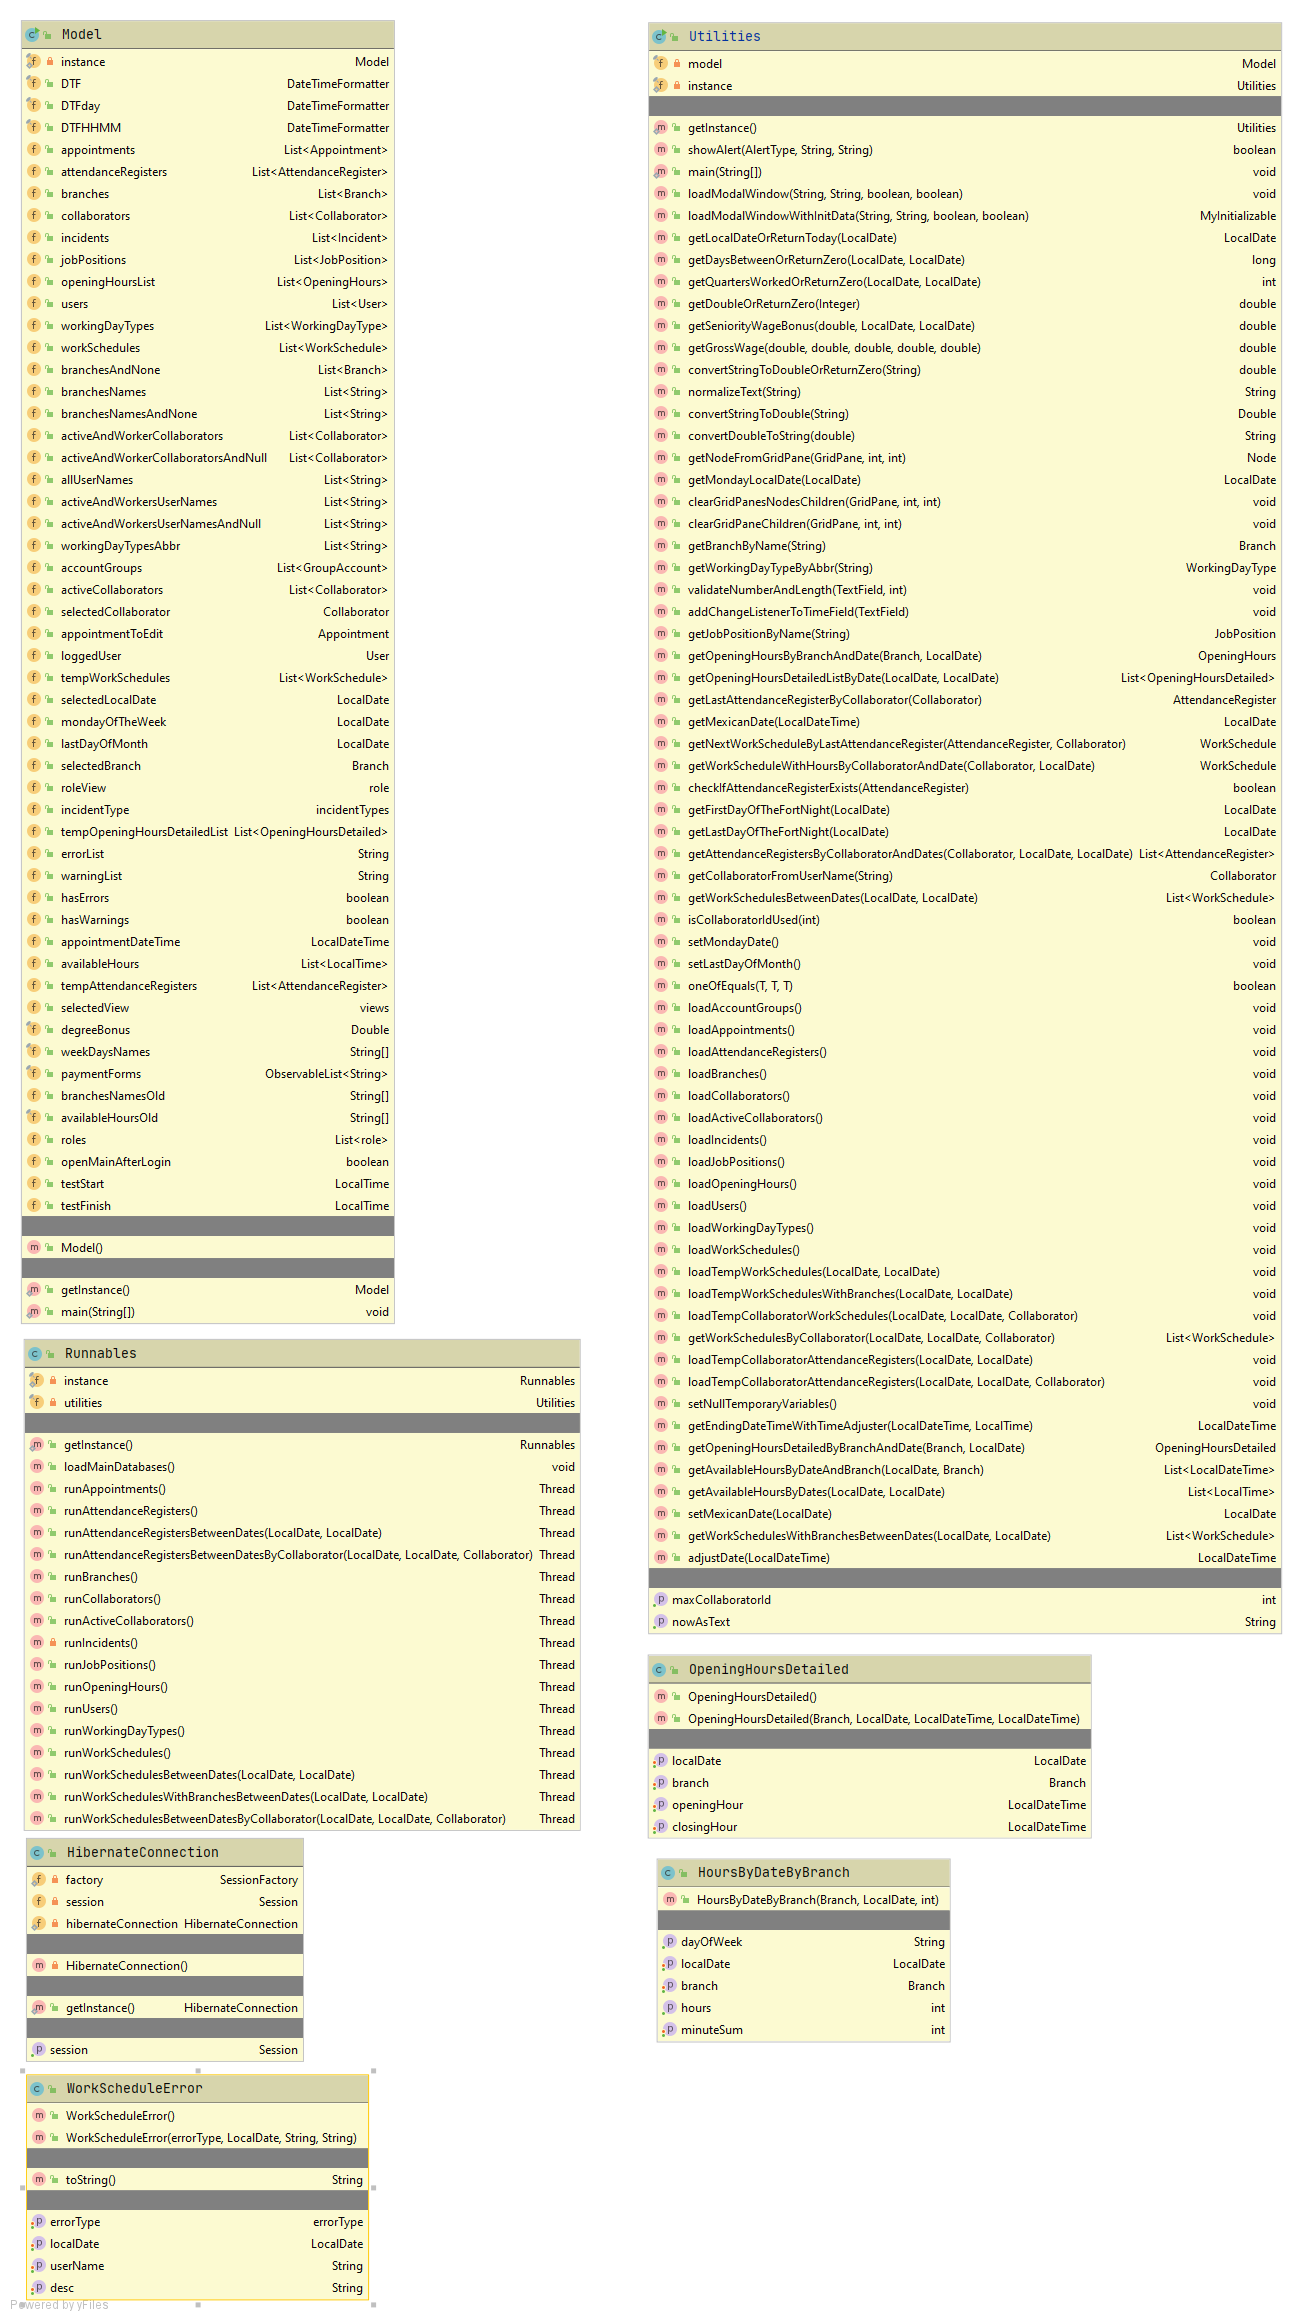 Model
instance Model
DTF DateTimeFormatter
DTFday DateTimeFormatter
DTFHHMM DateTimeFormatter
appointments List<Appointment>
attendanceRegisters List<AttendanceRegister>
branches List<Branch>
collaborators List<Collaborator>
incidents List<Incident>
jobPositions List<JobPosition>
openingHoursList List<OpeningHours>
users List<User>
workingDayTypes List<WorkingDayType>
workSchedules List<WorkSchedule>
branchesAndNone List<Branch>
branchesNames List<String>
branchesNamesAndNone List<String>
activeAndWorkerCollaborators List<Collaborator>
activeAndWorkerCollaboratorsAndNull List<Collaborator>
allUserNames List<String>
activeAndWorkersUserNames List<String>
activeAndWorkersUserNamesAndNull List<String>
workingDayTypesAbbr List<String>
accountGroups List<GroupAccount>
activeCollaborators List<Collaborator>
selectedCollaborator Collaborator
appointmentToEdit Appointment
loggedUser User
tempWorkSchedules List<WorkSchedule>
selectedLocalDate LocalDate
mondayOfTheWeek LocalDate
lastDayOfMonth LocalDate
selectedBranch Branch
roleView role
incidentType incidentTypes
tempOpeningHoursDetailedList List<OpeningHoursDetailed>
errorList String
warningList String
hasErrors boolean
hasWarnings boolean
appointmentDateTime LocalDateTime
availableHours List<LocalTime>
tempAttendanceRegisters List<AttendanceRegister>
selectedView views
degreeBonus Double
weekDaysNames String[]
paymentForms ObservableList<String>
branchesNamesOld String[]
availableHoursOld String[]
roles List<role>
openMainAfterLogin boolean
testStart LocalTime
testFinish LocalTime
Model()
getInstance() Model
main(String[]) void
Runnables
instance Runnables
utilities Utilities
getInstance() Runnables
loadMainDatabases() void
runAppointments() Thread
runAttendanceRegisters() Thread
runAttendanceRegistersBetweenDates(LocalDate, LocalDate) Thread
runAttendanceRegistersBetweenDatesByCollaborator(LocalDate, LocalDate, Collaborator) Thread
runBranches() Thread
runCollaborators() Thread
runActiveCollaborators() Thread
runIncidents() Thread
runJobPositions() Thread
runOpeningHours() Thread
runUsers() Thread
runWorkingDayTypes() Thread
runWorkSchedules() Thread
runWorkSchedulesBetweenDates(LocalDate, LocalDate) Thread
runWorkSchedulesWithBranchesBetweenDates(LocalDate, LocalDate) Thread
runWorkSchedulesBetweenDatesByCollaborator(LocalDate, LocalDate, Collaborator) Thread
HibernateConnection
factory SessionFactory
session Session
hibernateConnection HibernateConnection
HibernateConnection()
getInstance() HibernateConnection
session Session
WorkScheduleError
WorkScheduleError()
WorkScheduleError(errorType, LocalDate, String, String)
toString() String
errorType errorType
localDate LocalDate
userName String
desc String
Powered by yFiles
Utilities
model Model
instance Utilities
getInstance() Utilities
showAlert(AlertType, String, String) boolean
main(String[]) void
loadModalWindow(String, String, boolean, boolean) void
loadModalWindowWithInitData(String, String, boolean, boolean) MyInitializable
getLocalDateOrReturnToday(LocalDate) LocalDate
getDaysBetweenOrReturnZero(LocalDate, LocalDate) long
getQuartersWorkedOrReturnZero(LocalDate, LocalDate) int
getDoubleOrReturnZero(Integer) double
getSeniorityWageBonus(double, LocalDate, LocalDate) double
getGrossWage(double, double, double, double, double) double
convertStringToDoubleOrReturnZero(String) double
normalizeText(String) String
convertStringToDouble(String) Double
convertDoubleToString(double) String
getNodeFromGridPane(GridPane, int, int) Node
getMondayLocalDate(LocalDate) LocalDate
clearGridPanesNodesChildren(GridPane, int, int) void
clearGridPaneChildren(GridPane, int, int) void
getBranchByName(String) Branch
getWorkingDayTypeByAbbr(String) WorkingDayType
validateNumberAndLength(TextField, int) void
addChangeListenerToTimeField(TextField) void
getJobPositionByName(String) JobPosition
getOpeningHoursByBranchAndDate(Branch, LocalDate) OpeningHours
getOpeningHoursDetailedListByDate(LocalDate, LocalDate) List<OpeningHoursDetailed>
getLastAttendanceRegisterByCollaborator(Collaborator) AttendanceRegister
getMexicanDate(LocalDateTime) LocalDate
getNextWorkScheduleByLastAttendanceRegister(AttendanceRegister, Collaborator) WorkSchedule
getWorkScheduleWithHoursByCollaboratorAndDate(Collaborator, LocalDate) WorkSchedule
checkIfAttendanceRegisterExists(AttendanceRegister) boolean
getFirstDayOfTheFortNight(LocalDate) LocalDate
getLastDayOfTheFortNight(LocalDate) LocalDate
getAttendanceRegistersByCollaboratorAndDates(Collaborator, LocalDate, LocalDate) List<AttendanceRegister>
getCollaboratorFromUserName(String) Collaborator
getWorkSchedulesBetweenDates(LocalDate, LocalDate) List<WorkSchedule>
isCollaboratorIdUsed(int) boolean
setMondayDate() void
setLastDayOfMonth() void
oneOfEquals(T, T, T) boolean
loadAccountGroups() void
loadAppointments() void
loadAttendanceRegisters() void
loadBranches() void
loadCollaborators() void
loadActiveCollaborators() void
loadIncidents() void
loadJobPositions() void
loadOpeningHours() void
loadUsers() void
loadWorkingDayTypes() void
loadWorkSchedules() void
loadTempWorkSchedules(LocalDate, LocalDate) void
loadTempWorkSchedulesWithBranches(LocalDate, LocalDate) void
loadTempCollaboratorWorkSchedules(LocalDate, LocalDate, Collaborator) void
getWorkSchedulesByCollaborator(LocalDate, LocalDate, Collaborator) List<WorkSchedule>
loadTempCollaboratorAttendanceRegisters(LocalDate, LocalDate) void
loadTempCollaboratorAttendanceRegisters(LocalDate, LocalDate, Collaborator) void
setNullTemporaryVariables() void
getEndingDateTimeWithTimeAdjuster(LocalDateTime, LocalTime) LocalDateTime
getOpeningHoursDetailedByBranchAndDate(Branch, LocalDate) OpeningHoursDetailed
getAvailableHoursByDateAndBranch(LocalDate, Branch) List<LocalDateTime>
getAvailableHoursByDates(LocalDate, LocalDate) List<LocalTime>
setMexicanDate(LocalDate) LocalDate
getWorkSchedulesWithBranchesBetweenDates(LocalDate, LocalDate) List<WorkSchedule>
adjustDate(LocalDateTime) LocalDateTime
maxCollaboratorId int
nowAsText String
OpeningHoursDetailed
OpeningHoursDetailed()
OpeningHoursDetailed(Branch, LocalDate, LocalDateTime, LocalDateTime)
localDate LocalDate
branch Branch
openingHour LocalDateTime
closingHour LocalDateTime
HoursByDateByBranch
HoursByDateByBranch(Branch, LocalDate, int)
dayOfWeek String
localDate LocalDate
branch Branch
hours int
minuteSum int